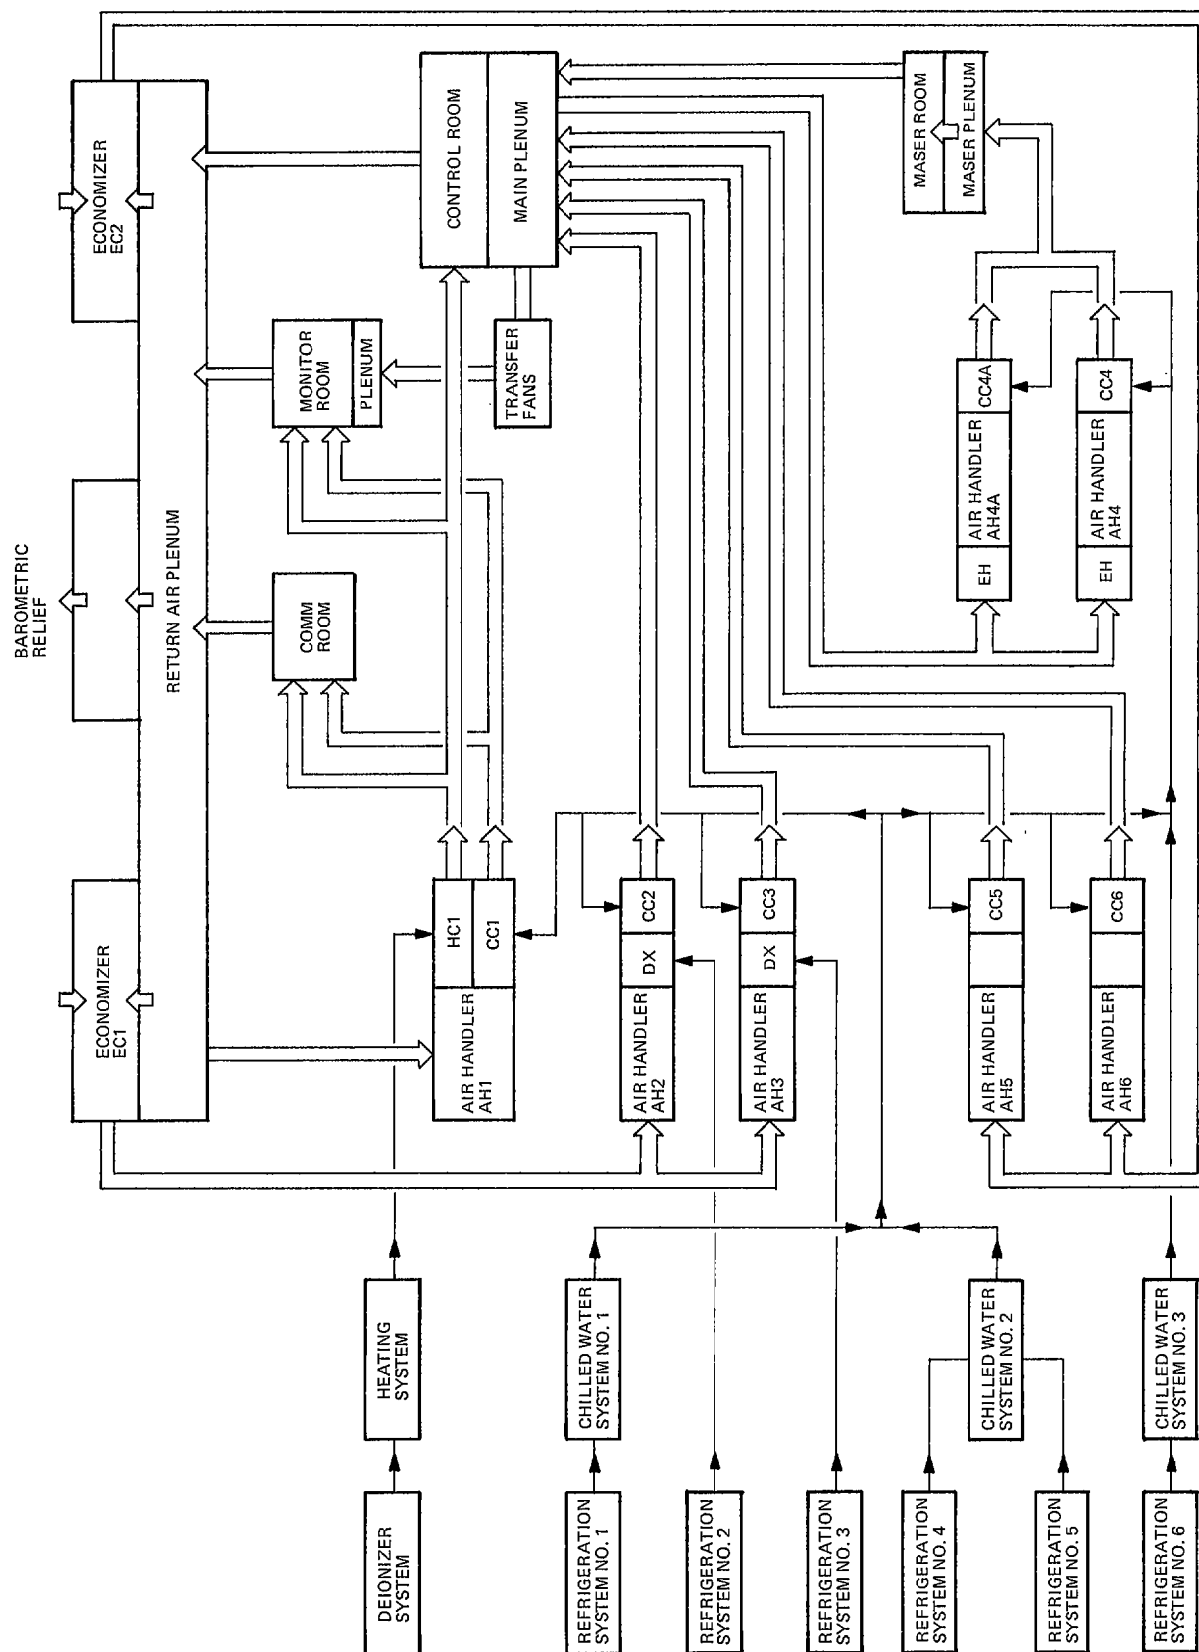 BAROMETRIC
RELIEF
ECONOMIZER
EC1
ECONOMIZER
EC2
RETURN AIR PLENUM
COMM
ROOM
MONITOR
ROOM
PLENUM
CONTROL ROOM
MAIN PLENUM
TRANSFER
FANS
MASER ROOM
MASER PLENUM
DEIONIZER
SYSTEM
HEATING
SYSTEM
AIR HANDLER
AH1
HC1
CC1
REFRIGERATION
SYSTEM NO. 1
CHILLED WATER
SYSTEM NO. 1
AIR HANDLER
AH2
DX
CC2
REFRIGERATION
SYSTEM NO. 2
AIR HANDLER
AH3
DX
CC3
REFRIGERATION
SYSTEM NO. 3
REFRIGERATION
SYSTEM NO. 4
CHILLED WATER
SYSTEM NO. 2
REFRIGERATION
SYSTEM NO. 5
AIR HANDLER
AH5
CC5
AIR HANDLER
AH6
CC6
EH
AIR HANDLER
AH4A
CC4A
EH
AIR HANDLER
AH4
CC4
REFRIGERATION
SYSTEM NO. 6
CHILLED WATER
SYSTEM NO. 3